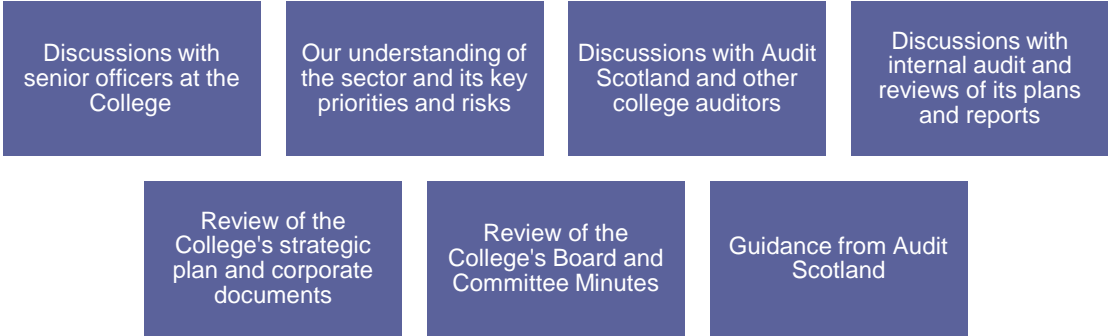 Discussions with
senior officers at the
College
Our understanding of
the sector and its key
priorities and risks
Discussions with Audit
Scotland and other
college auditors
Discussions with
internal audit and
reviews of its plans
and reports
Review of the
College's strategic
plan and corporate
documents
Review of the
College's Board and
Committee Minutes
Guidance from Audit
Scotland